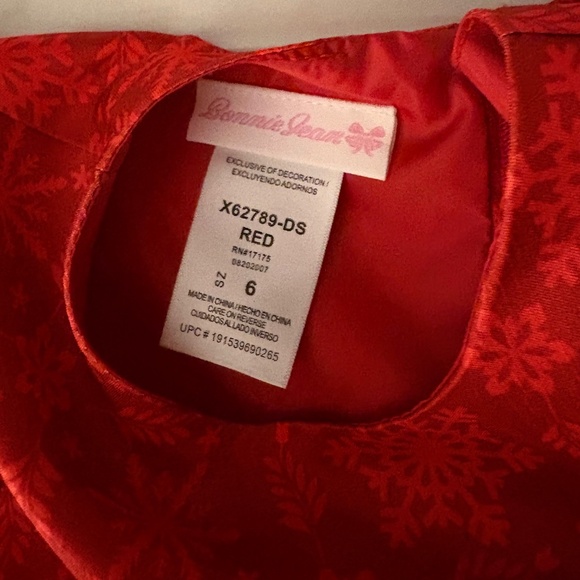 Bonnie Jean
EXCLUSIVE OF DECORATION /
EXCLUYENDO ADORNOS
X62789-DS
RED
RN#17175
08202007
SZ 6
MADE IN CHINA / HECHO EN CHINA
CARE ON REVERSE
CUIDADOS AL LADO INVERSO
UPC # 191539690265